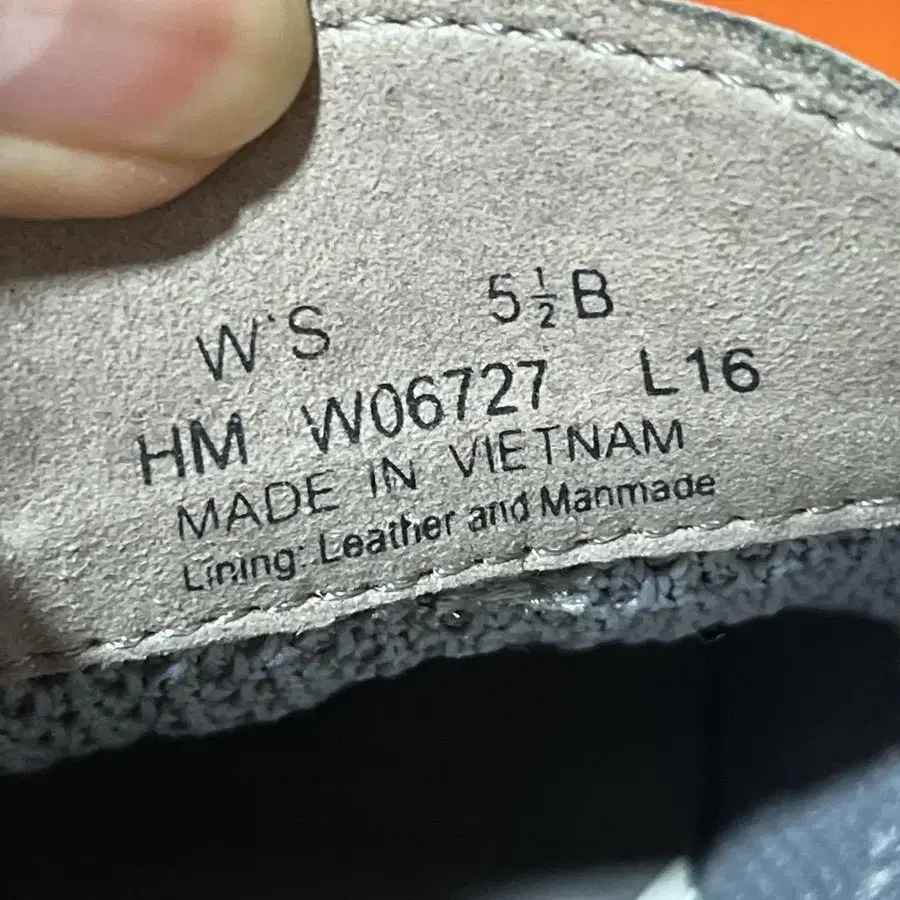 W'S 5½B
HM W06727 L16
MADE IN VIETNAM
Lining: Leather and Manmade